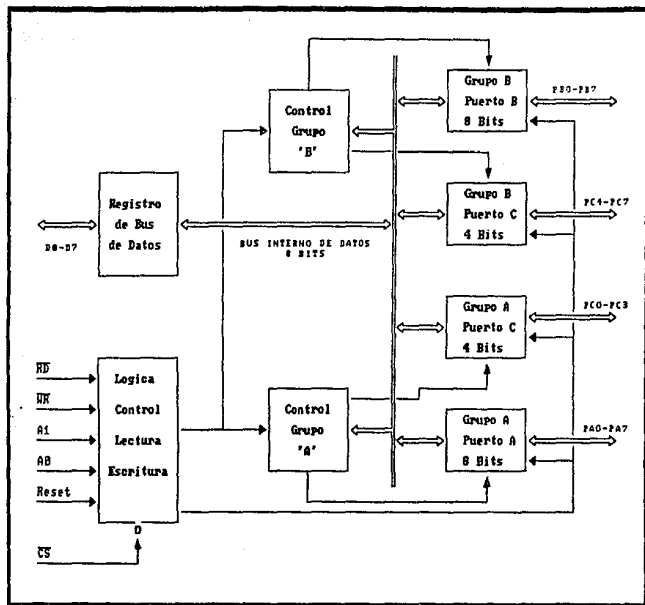 Grupo B
Puerto B
8 Bits
PB0-PB7
Control
Grupo
"B"
Registro
de Bus
de Datos
D0-D7
BUS INTERNO DE DATOS
8 BITS
Grupo B
Puerto C
4 Bits
PC4-PC7
Grupo A
Puerto C
4 Bits
PC0-PC3
RD
WR
A1
A0
Reset
CS
Logica
Control
Lectura
Escritura
Control
Grupo
"A"
Grupo A
Puerto A
8 Bits
PA0-PA7